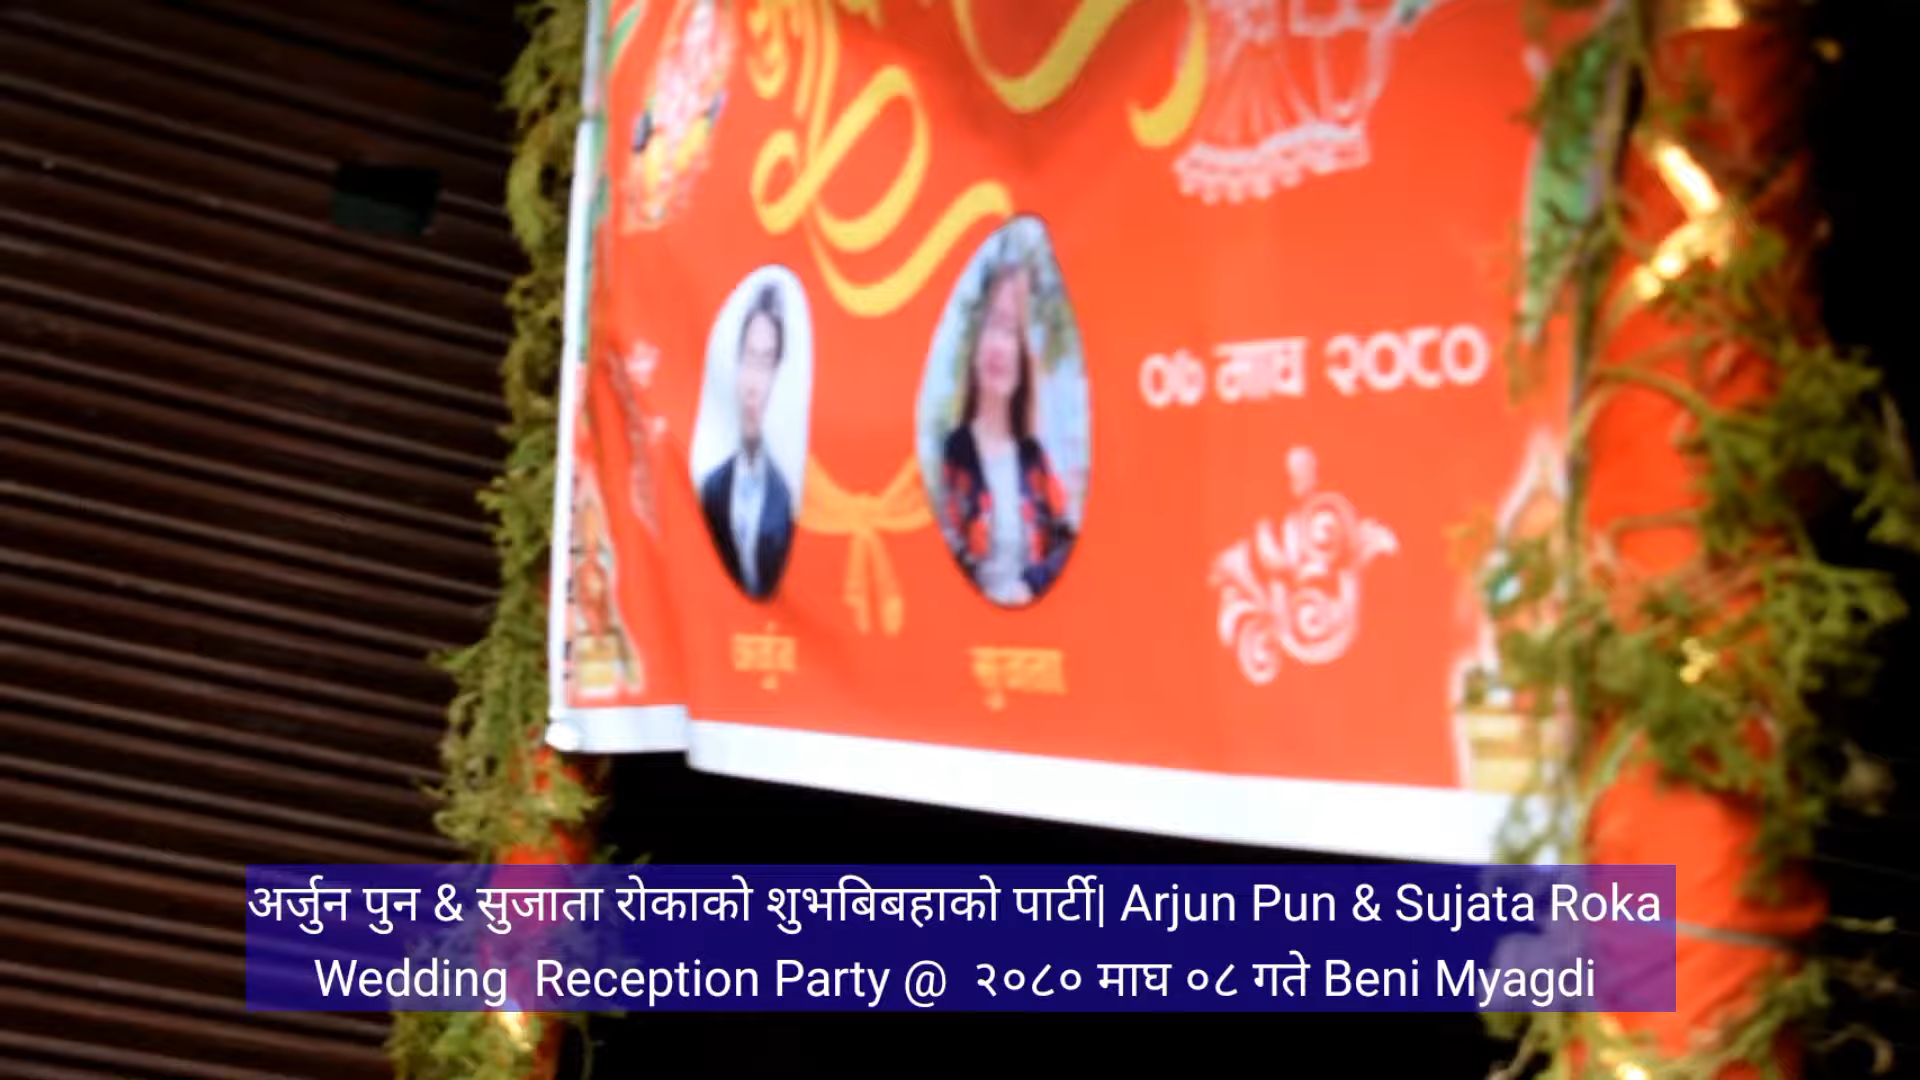 ०७ माघ २०८०
अर्जुन
सुजाता
अर्जुन पुन & सुजाता रोकाको शुभबिबहाको पार्टी| Arjun Pun & Sujata Roka
Wedding Reception Party @ २०८० माघ ०८ गते Beni Myagdi